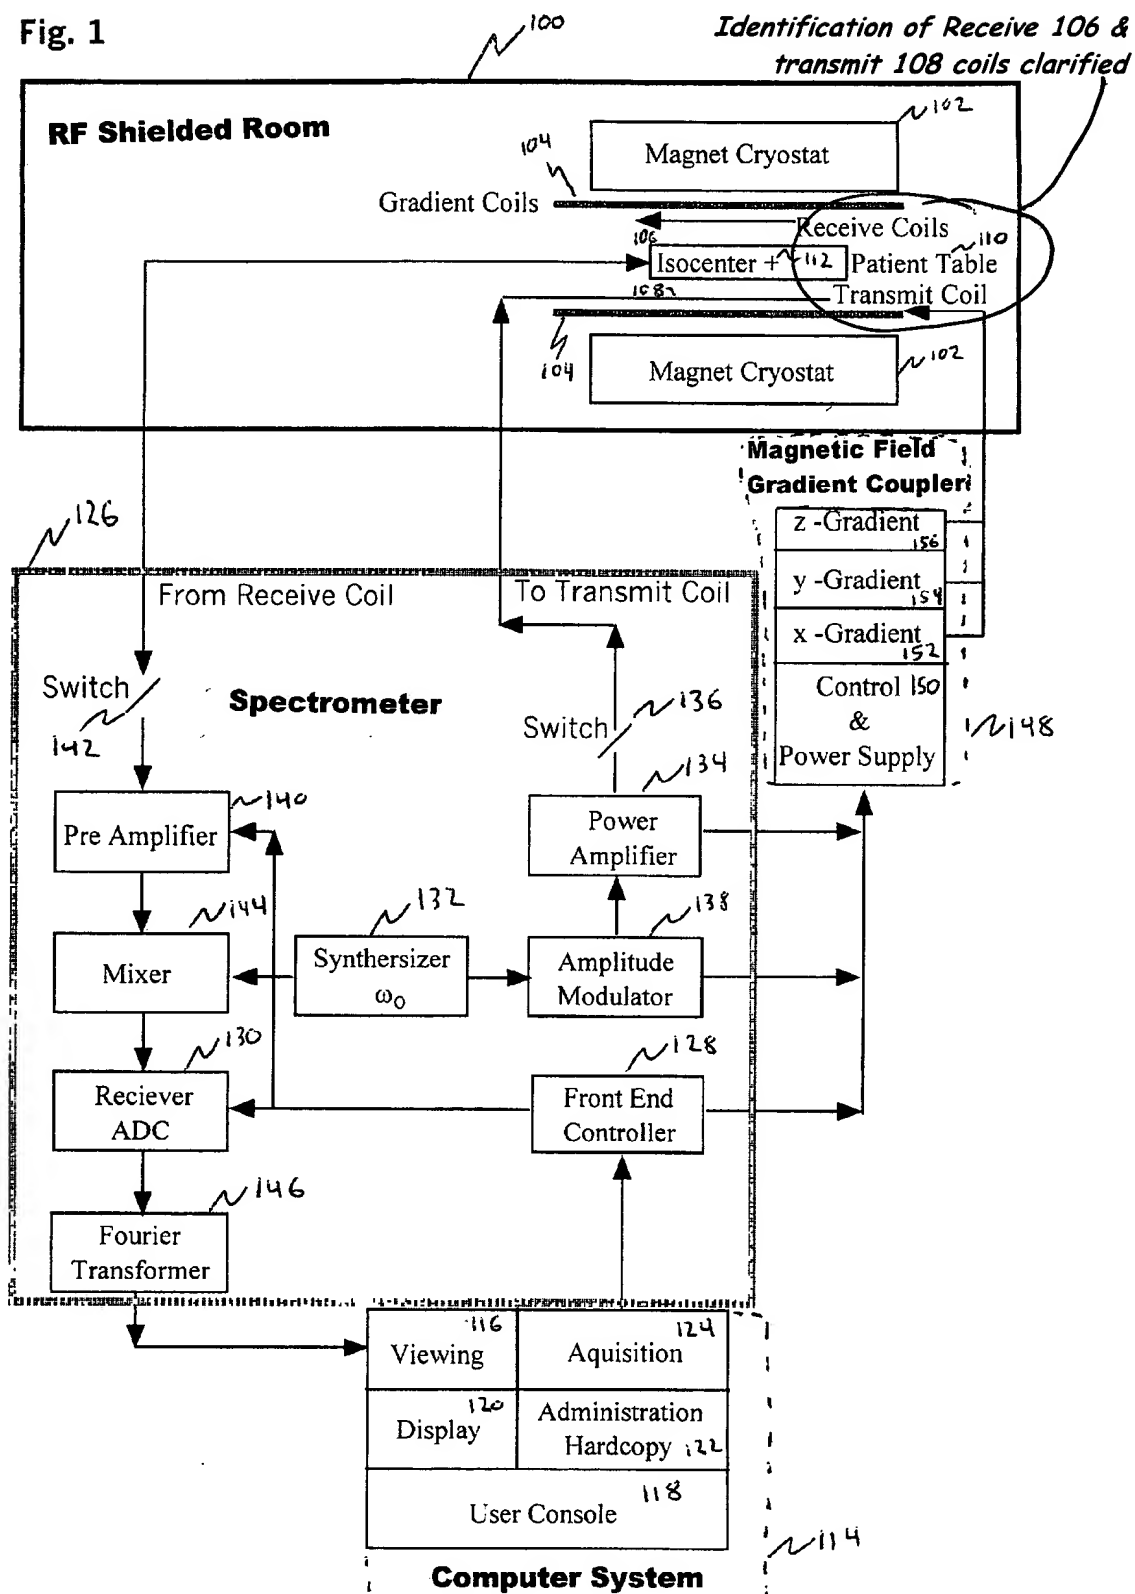 Fig. 1
100
Identification of Receive 106 &
transmit 108 coils clarified
RF Shielded Room
102
Magnet Cryostat
104
Gradient Coils
Receive Coils
106
110
Isocenter + 112
Patient Table
108
Transmit Coil
104
Magnet Cryostat
102
Magnetic Field
Gradient Coupler
z -Gradient
156
y -Gradient
154
x -Gradient
152
Control 150
&
Power Supply
148
126
From Receive Coil
To Transmit Coil
Switch
142
Spectrometer
136
Switch
134
140
Pre Amplifier
Power
Amplifier
144
132
138
Mixer
Synthersizer
ω0
Amplitude
Modulator
130
128
Reciever
ADC
Front End
Controller
146
Fourier
Transformer
116
Viewing
124
Aquisition
120
Display
Administration
Hardcopy 122
118
User Console
114
Computer System